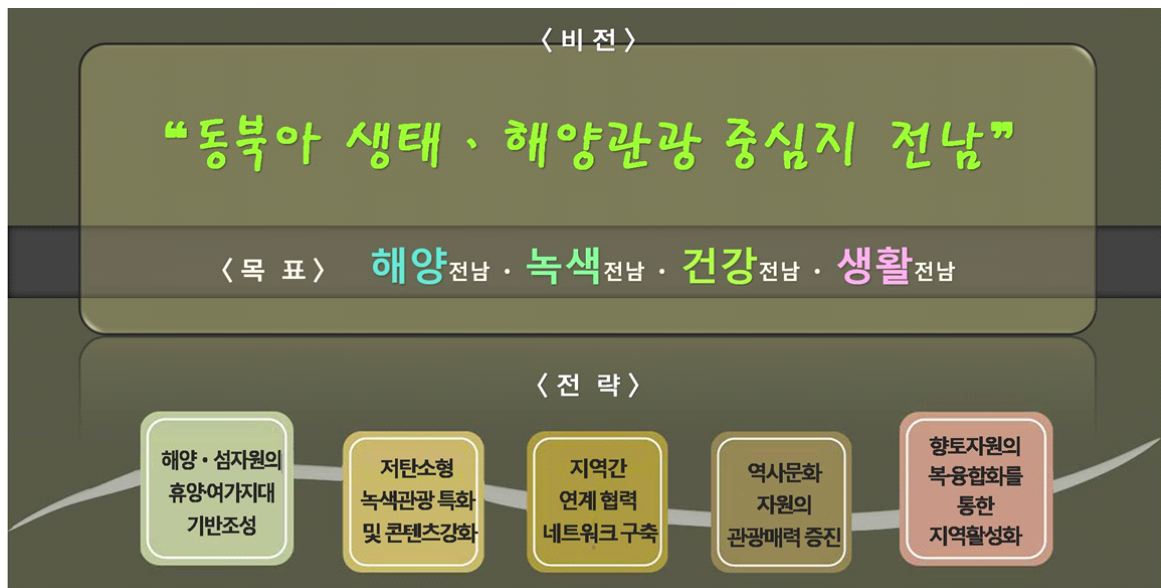 〈 비 전 〉
“동북아 생태 · 해양관광 중심지 전남”
〈 목 표 〉 해양전남 · 녹색전남 · 건강전남 · 생활전남
〈 전 략 〉
해양 · 섬자원의
휴양·여가지대
기반조성
저탄소형
녹색관광 특화
및 콘텐츠강화
지역간
연계 협력
네트워크 구축
역사문화
자원의
관광매력 증진
향토자원의
복·융합화를
통한
지역활성화